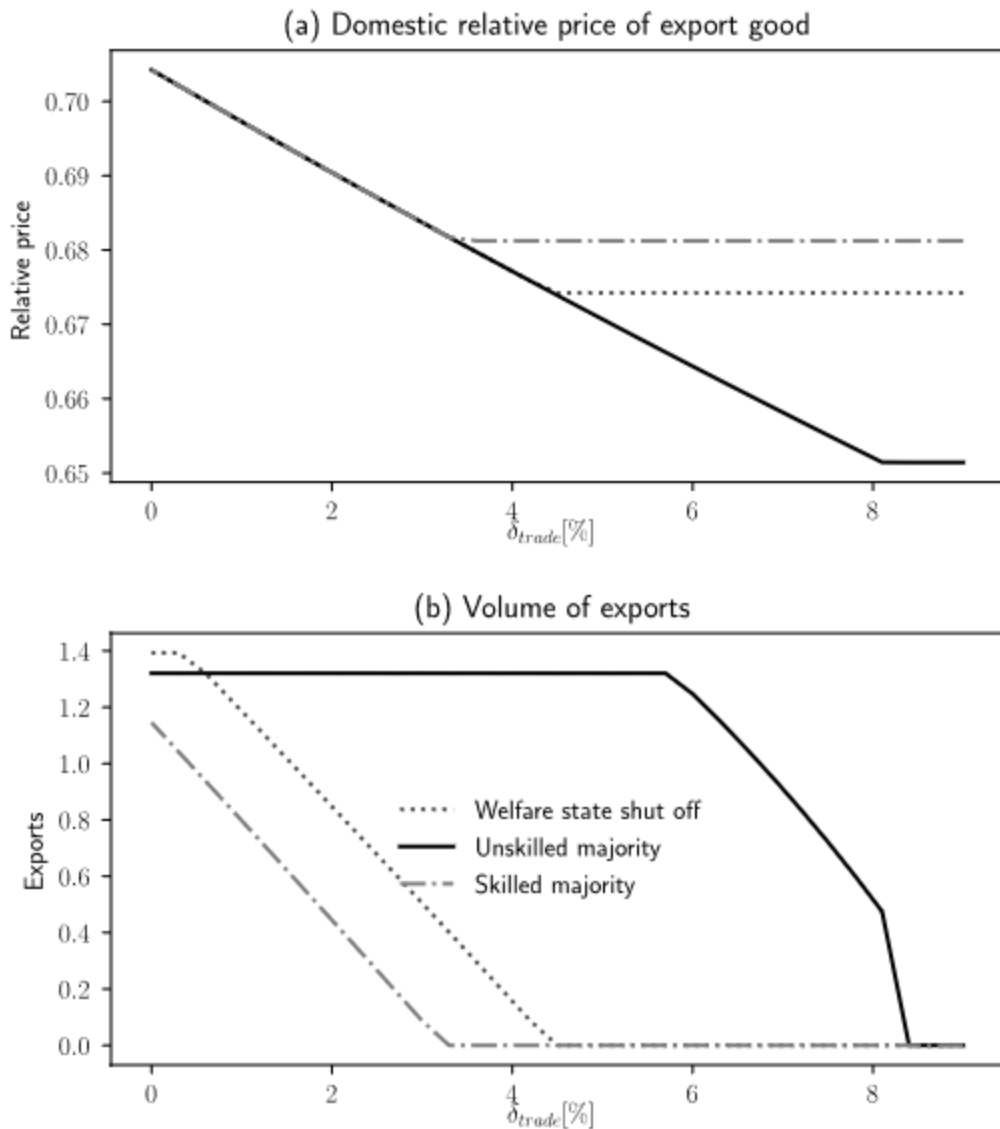 (a) Domestic relative price of export good
Relative price
0.70
0.69
0.68
0.67
0.66
0.65
0 2 4 6 8
δtrade[%]
(b) Volume of exports
Exports
1.4
1.2
1.0
0.8
0.6
0.4
0.2
0.0
Welfare state shut off
Unskilled majority
Skilled majority
0 2 4 6 8
δtrade[%]